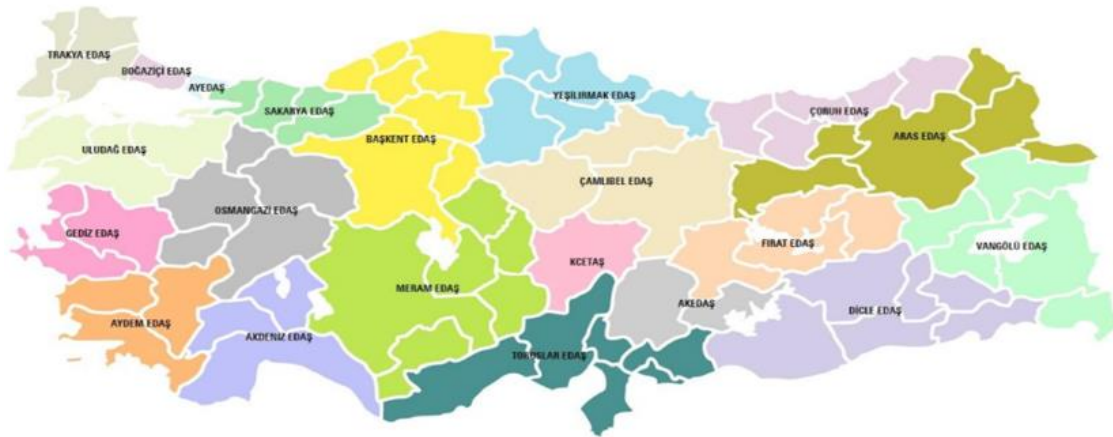 TRAKYA EDAŞ
BOĞAZİÇİ EDAŞ
AYEDAŞ
SAKARYA EDAŞ
YEŞİLIRMAK EDAŞ
ÇORUH EDAŞ
ARAS EDAŞ
BAŞKENT EDAŞ
ULUDAĞ EDAŞ
ÇAMLIBEL EDAŞ
OSMANGAZİ EDAŞ
GEDİZ EDAŞ
FIRAT EDAŞ
VANGÖLÜ EDAŞ
KCETAŞ
MERAM EDAŞ
AKEDAŞ
DİCLE EDAŞ
AYDEM EDAŞ
AKDENİZ EDAŞ
TOROSLAR EDAŞ